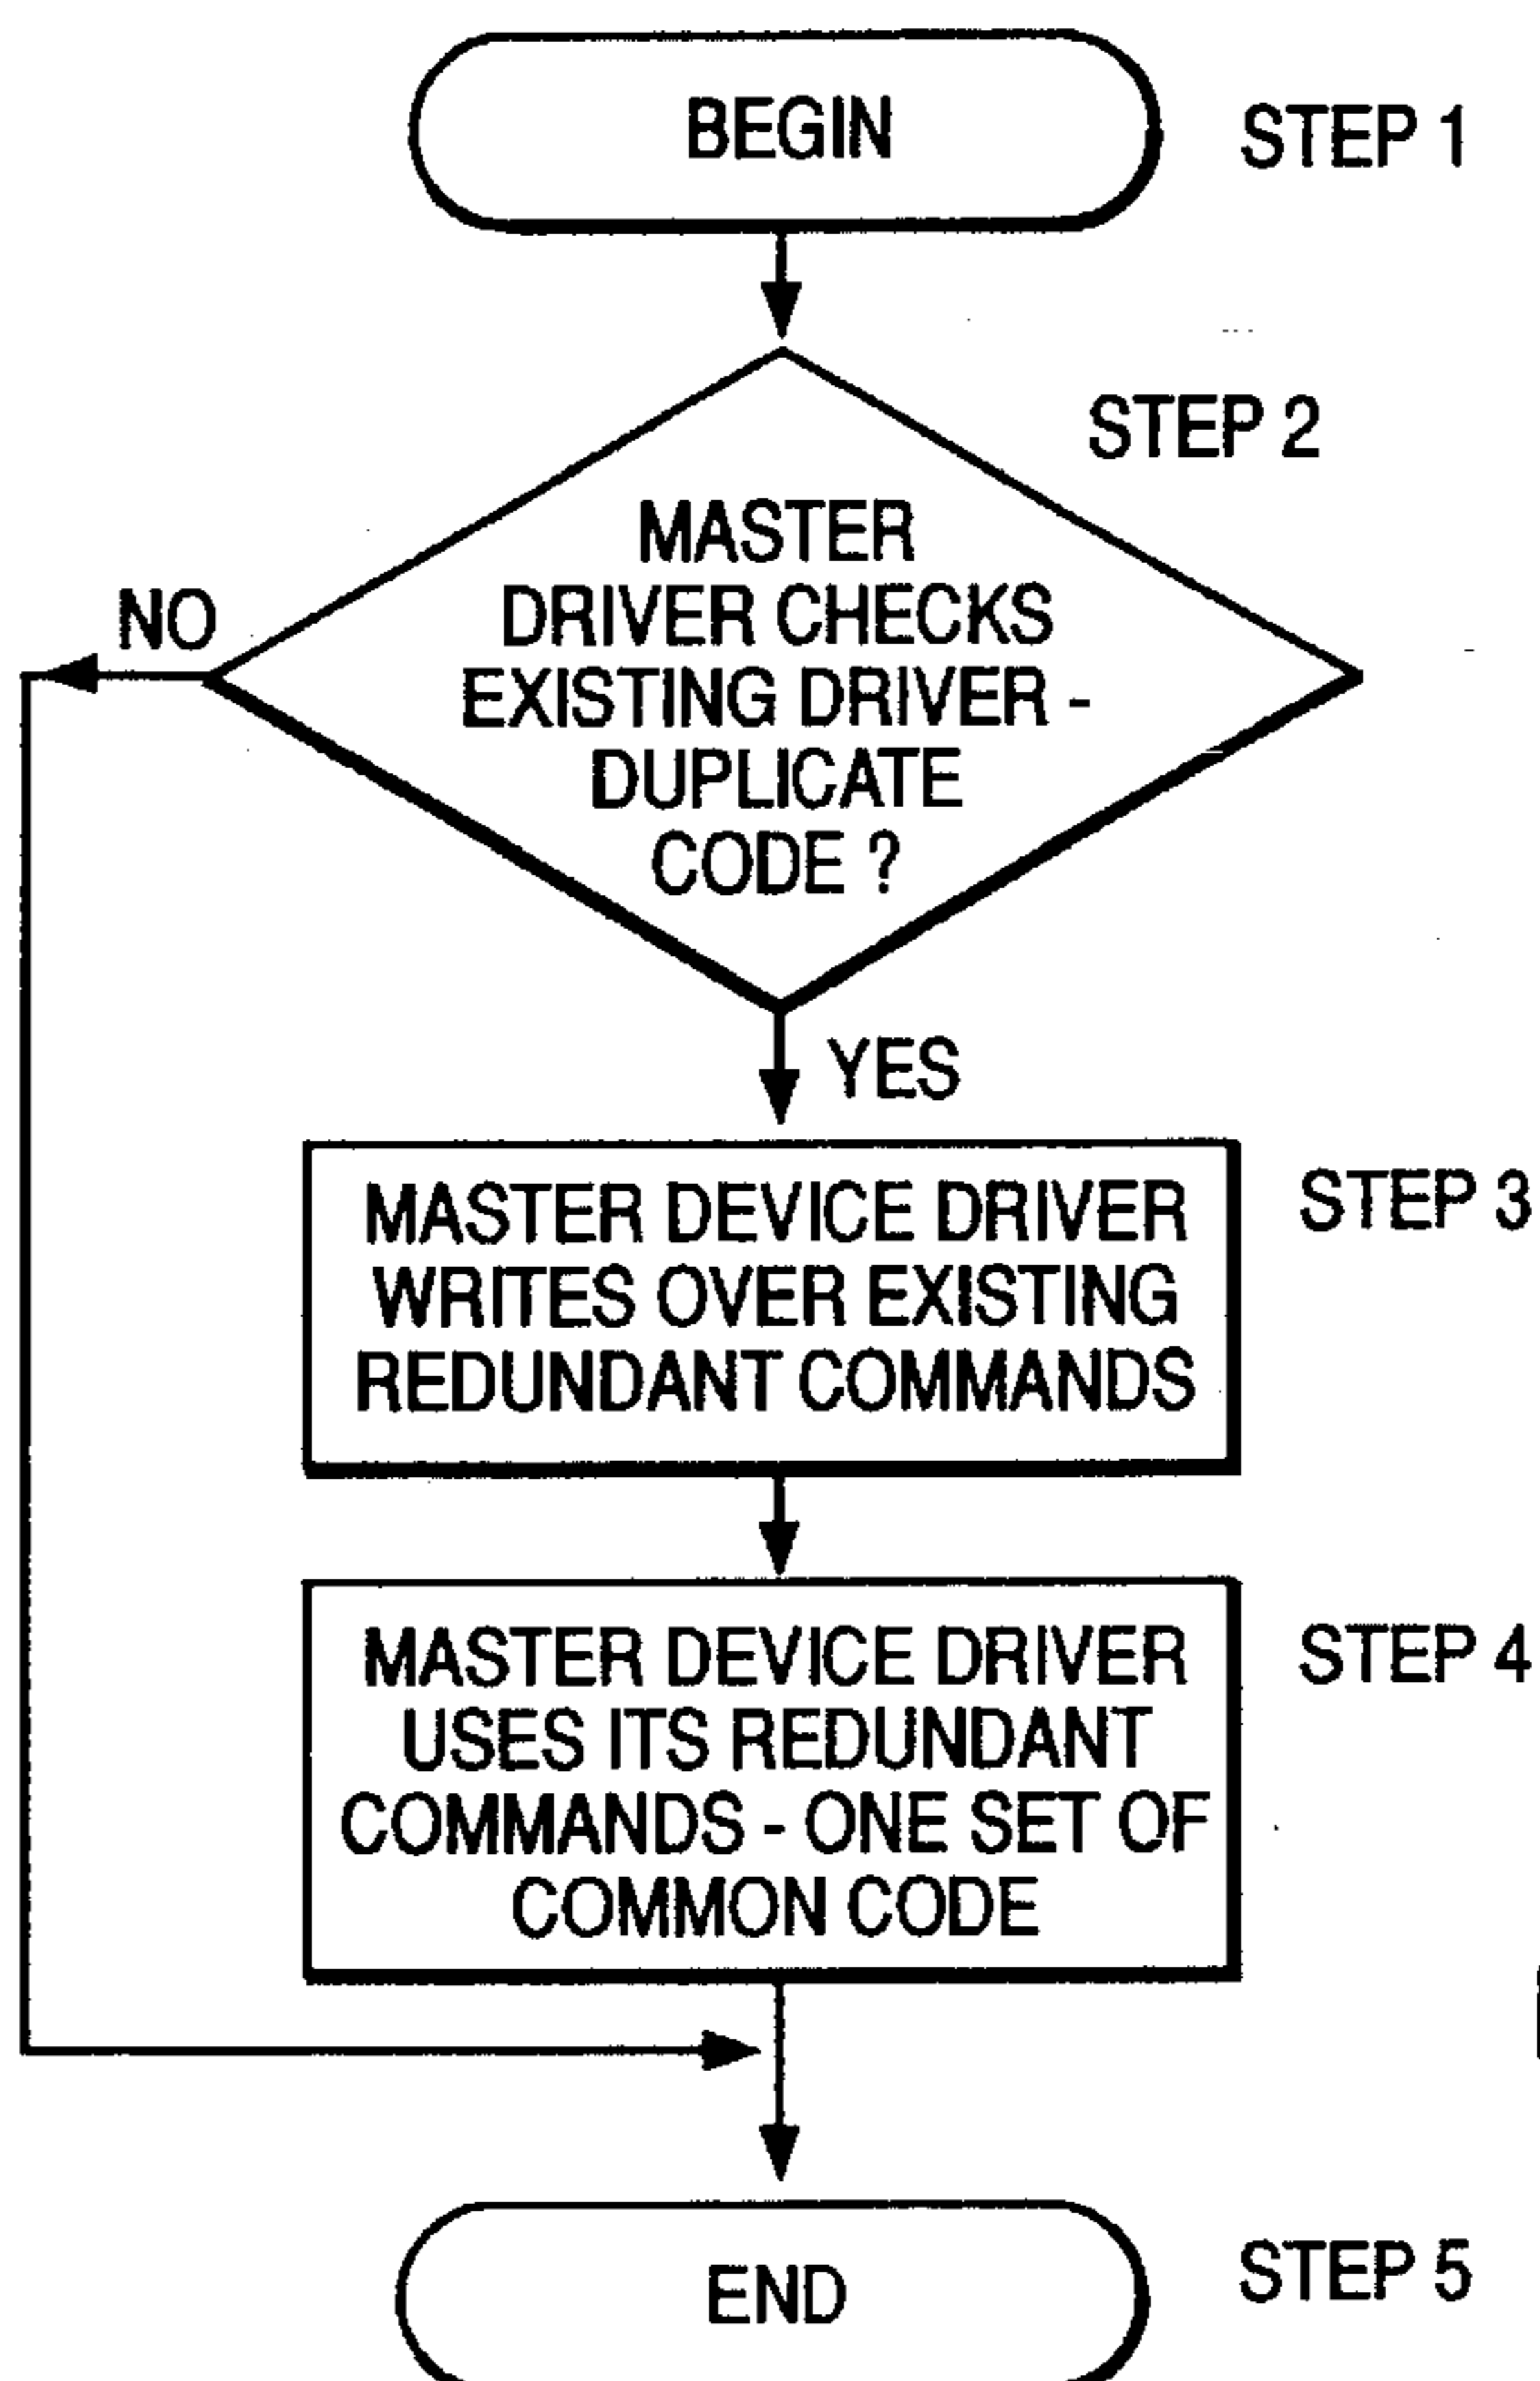 BEGIN
STEP 1
STEP 2
MASTER
DRIVER CHECKS
EXISTING DRIVER -
DUPLICATE
CODE ?
NO
YES
MASTER DEVICE DRIVER
WRITES OVER EXISTING
REDUNDANT COMMANDS
STEP 3
MASTER DEVICE DRIVER
USES ITS REDUNDANT
COMMANDS - ONE SET OF
COMMON CODE
STEP 4
END
STEP 5